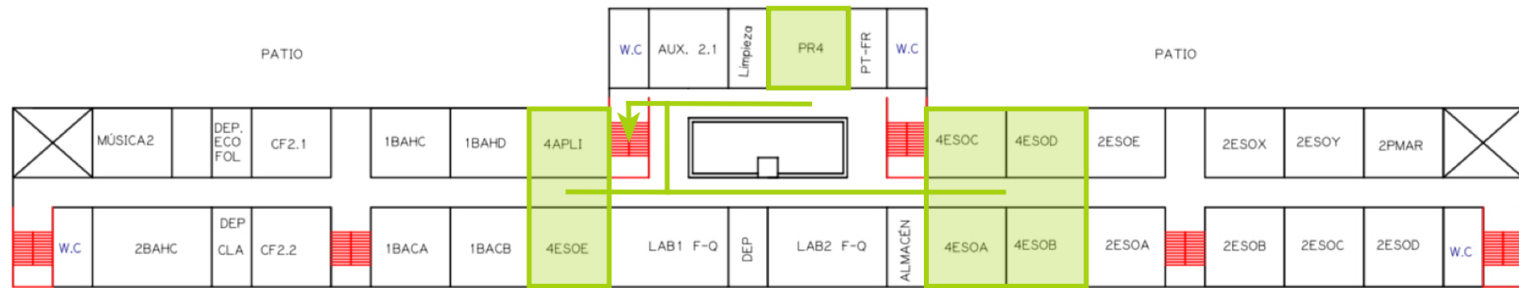 W.C
AUX. 2.1
Limpieza
PR4
PT-FR
W.C
PATIO
PATIO
MÚSICA2
DEP.
ECO
FOL
CF2.1
1BAHC
1BAHD
4APLI
4ESOC
4ESOD
2ESOE
2ESOX
2ESOY
2PMAR
W.C
2BAHC
DEP
CLA
CF2.2
1BACA
1BACB
4ESOE
LAB1 F-Q
DEP
LAB2 F-Q
ALMACÉN
4ESOA
4ESOB
2ESOA
2ESOB
2ESOC
2ESOD
W.C